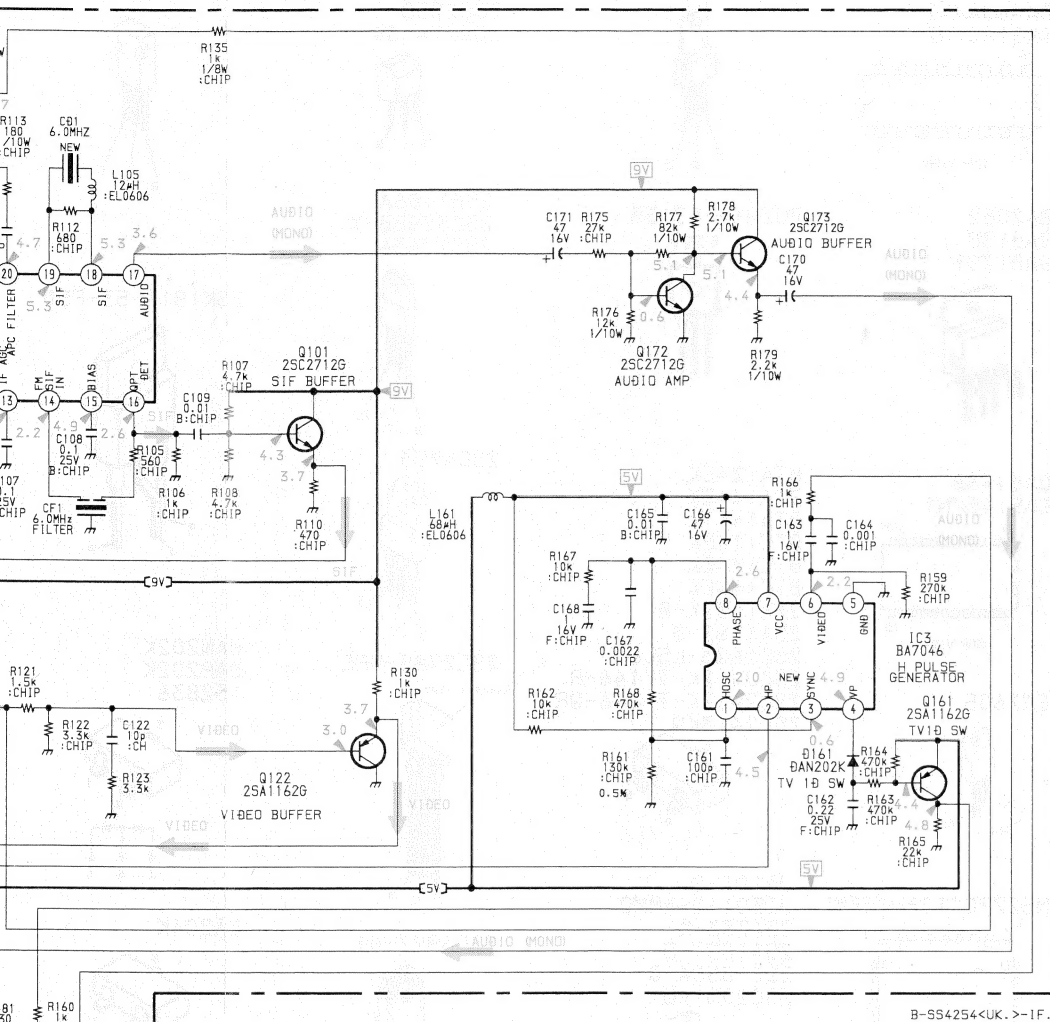 R135
1k
1/8W
:CHIP
R113
180
/10W
CHIP
CD1
6.0MHZ
NEW
L105
12µH
:EL0606
R112
680
:CHIP
4.7
5.3
3.6
5.3
AUDIO
(MONO)
20
19
18
17
APC FILTER
SIF
SIF
AUDIO
IF AGC
FM
SIF
IN
BIAS
OPT
DET
13
14
15
16
2.2
4.9
2.6
SIF
C108
0.1
25V
B:CHIP
R105
560
:CHIP
CF1
6.0MHz
FILTER
C109
0.01
B:CHIP
R106
1k
:CHIP
R107
4.7k
:CHIP
R108
4.7k
:CHIP
Q101
2SC2712G
SIF BUFFER
4.3
3.7
R110
470
:CHIP
SIF
9V
9V
C171
47
16V
R175
27k
:CHIP
R177
82k
1/10W
R178
2.7k
1/10W
Q173
2SC2712G
AUDIO BUFFER
C170
47
16V
5.1
5.1
4.4
0.6
R176
12k
1/10W
Q172
2SC2712G
AUDIO AMP
R179
2.2k
1/10W
AUDIO
(MONO)
9V
5V
L161
68µH
:EL0606
C165
0.01
B:CHIP
C166
47
16V
R166
1k
:CHIP
C163
1
16V
F:CHIP
C164
0.001
:CHIP
AUDIO
(MONO)
R167
10k
:CHIP
C168
1
16V
F:CHIP
C167
0.0022
:CHIP
2.6
2.2
R159
270k
:CHIP
8
7
6
5
PHASE
VCC
VIDEO
GND
IC3
BA7046
H PULSE
GENERATOR
HOSC
2.0
HP
NEW
SYNC
4.9
VP
1
2
3
4
R162
10k
:CHIP
R168
470k
:CHIP
R161
130k
:CHIP
0.5%
C161
100p
:CHIP
4.5
0.6
D161
DAN202K
TV ID SW
C162
0.22
25V
F:CHIP
R164
470k
:CHIP
R163
470k
:CHIP
Q161
2SA1162G
TVID SW
4.4
4.8
R165
22k
:CHIP
5V
R121
1.5k
:CHIP
R122
3.3k
:CHIP
C122
10p
:CH
R123
3.3k
VIDEO
VIDEO
3.0
3.7
R130
1k
:CHIP
Q122
2SA1162G
VIDEO BUFFER
VIDEO
5V
AUDIO (MONO)
R160
1k
B-SS4254<UK.>-IF.